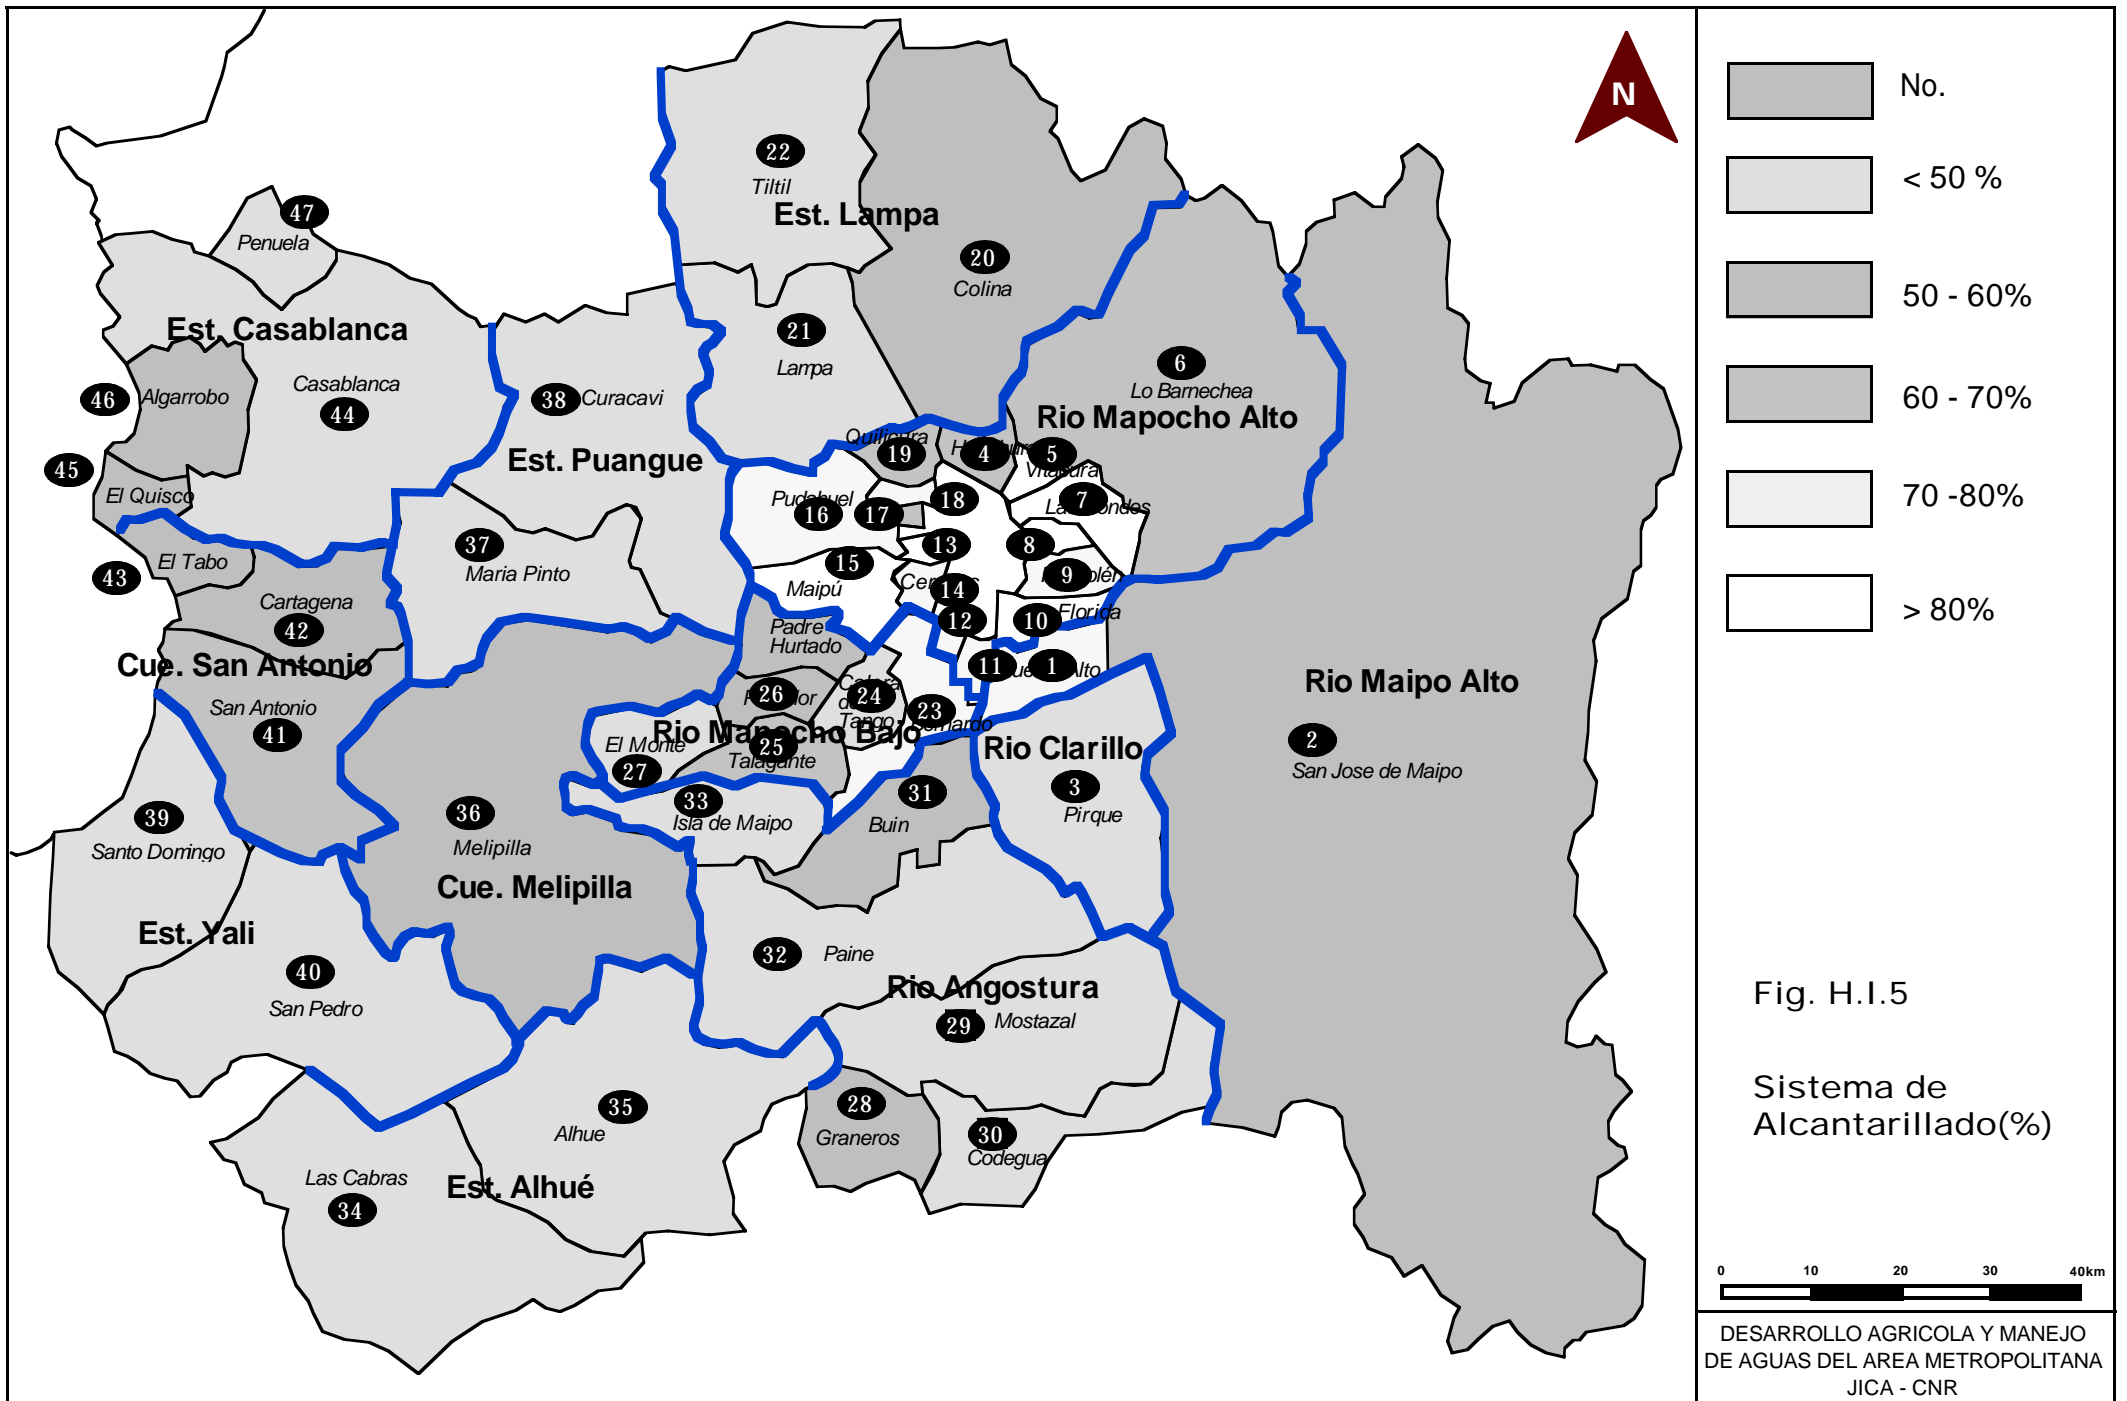 N
22
Tiltil
Est. Lampa
47
Penuela
20
Colina
Est. Casablanca
21
Lampa
6
Lo Barnechea
Rio Mapocho Alto
46
Algarrobo
Casablanca
44
38
Curacavi
Est. Puangue
Quilicura
19
4
5
Vitacura
45
El Quisco
Pudahuel
16
17
18
7
37
Maria Pinto
43
El Tabo
13
8
15
Maipú
9
14
Cartagena
42
12
10
Florida
Padre
Hurtado
Cue. San Antonio
11
1
Alto
Rio Maipo Alto
San Antonio
41
26
24
Tango
23
Rio Mapocho Bajo
El Monte
27
25
Talagante
Rio Clarillo
2
San Jose de Maipo
3
Pirque
33
Isla de Maipo
31
Buin
39
Santo Domingo
36
Melipilla
Cue. Melipilla
Est. Yali
32
Paine
40
San Pedro
Rio Angostura
29
Mostazal
35
Alhue
28
Graneros
30
Codegua
Las Cabras
34
Est. Alhué
No.
< 50 %
50 - 60%
60 - 70%
70 -80%
> 80%
Fig. H.I.5
Sistema de
Alcantarillado(%)
0 10 20 30 40km
DESARROLLO AGRICOLA Y MANEJO
DE AGUAS DEL AREA METROPOLITANA
JICA - CNR